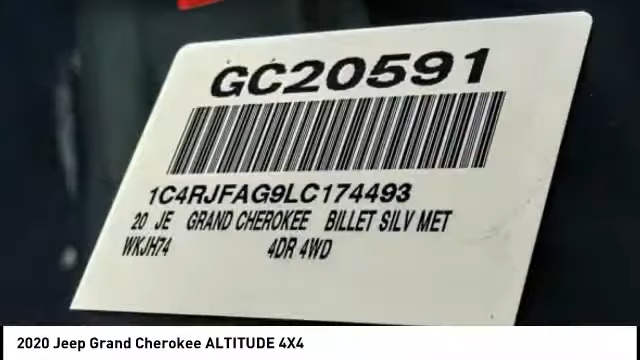 GC20591
1C4RJFAG9LC174493
20 JE GRAND CHEROKEE BILLET SILV MET
WKJH74 4DR 4WD
2020 Jeep Grand Cherokee ALTITUDE 4X4